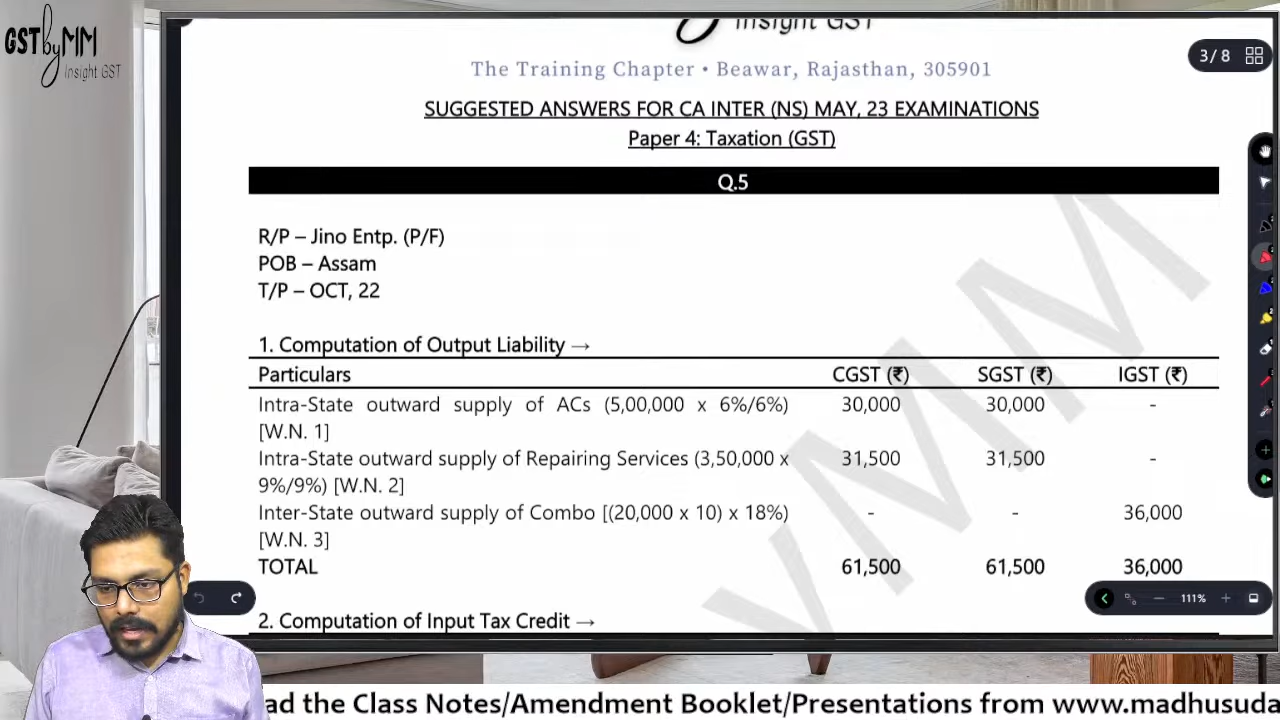 GSTbyMM
Insight GST
Insight GST
3 / 8
The Training Chapter • Beawar, Rajasthan, 305901
SUGGESTED ANSWERS FOR CA INTER (NS) MAY, 23 EXAMINATIONS
Paper 4: Taxation (GST)
Q.5
R/P – Jino Entp. (P/F)
POB – Assam
T/P – OCT, 22
1. Computation of Output Liability →
Particulars CGST (₹) SGST (₹) IGST (₹)
Intra-State outward supply of ACs (5,00,000 x 6%/6%) 30,000 30,000 -
[W.N. 1]
Intra-State outward supply of Repairing Services (3,50,000 x 31,500 31,500 -
9%/9%) [W.N. 2]
Inter-State outward supply of Combo [(20,000 x 10) x 18%) - - 36,000
[W.N. 3]
TOTAL 61,500 61,500 36,000
111%
2. Computation of Input Tax Credit →
ad the Class Notes/Amendment Booklet/Presentations from www.madhusuda